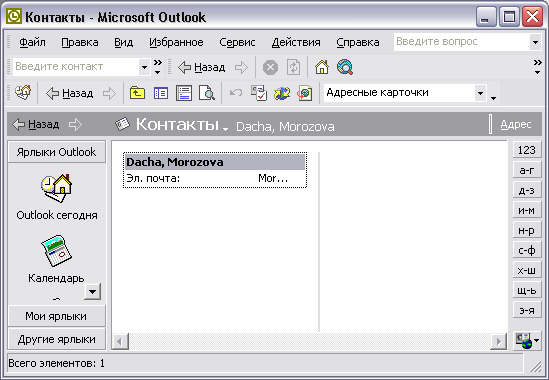 Контакты - Microsoft Outlook
Файл Правка Вид Избранное Сервис Действия Справка Введите вопрос
Введите контакт Назад
Назад Адресные карточки
Назад Контакты Dacha, Morozova Адрес
Ярлыки Outlook
Outlook сегодня
Календарь
Мои ярлыки
Другие ярлыки
Dacha, Morozova
Эл. почта: Mor...
123
а-г
д-з
и-м
н-р
с-ф
х-ш
щ-ь
э-я
Всего элементов: 1